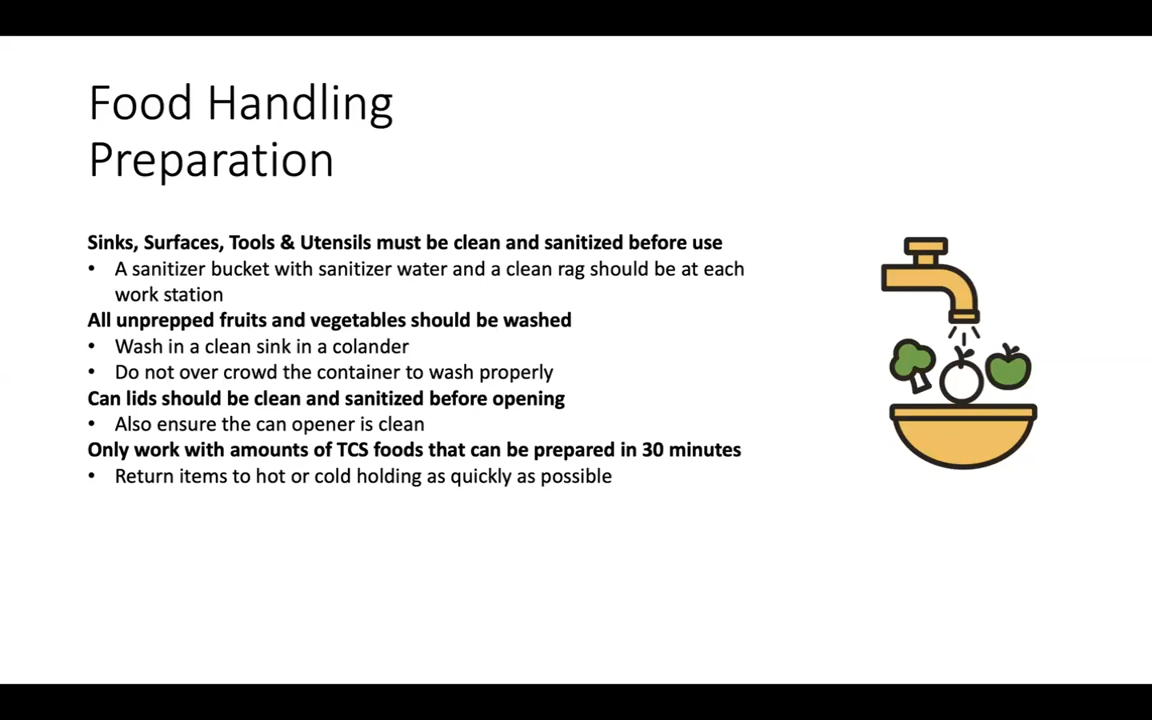 Food Handling
Preparation
Sinks, Surfaces, Tools & Utensils must be clean and sanitized before use
• A sanitizer bucket with sanitizer water and a clean rag should be at each
work station
All unprepped fruits and vegetables should be washed
• Wash in a clean sink in a colander
• Do not over crowd the container to wash properly
Can lids should be clean and sanitized before opening
• Also ensure the can opener is clean
Only work with amounts of TCS foods that can be prepared in 30 minutes
• Return items to hot or cold holding as quickly as possible